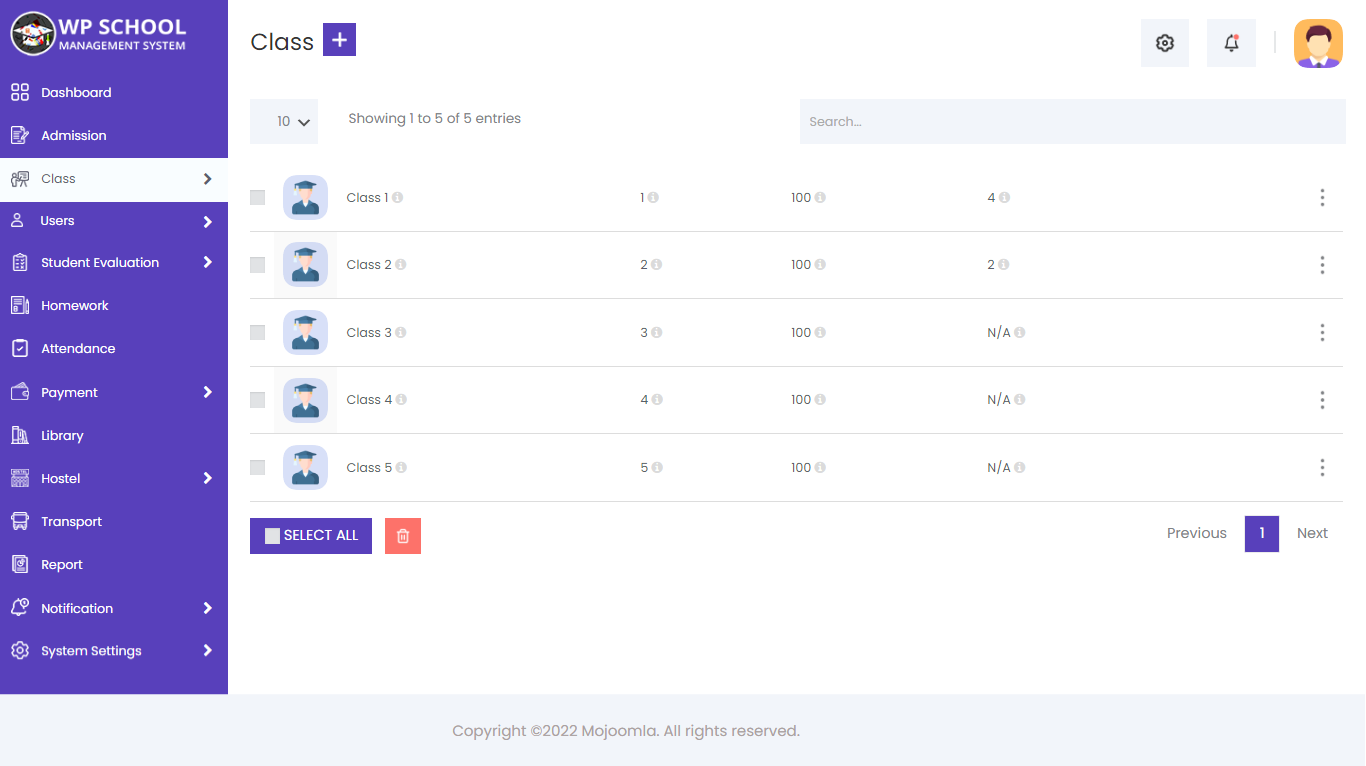 WP SCHOOL
MANAGEMENT SYSTEM
Dashboard
Admission
Class
Users
Student Evaluation
Homework
Attendance
Payment
Library
Hostel
Transport
Report
Notification
System Settings
Class +
10 Showing 1 to 5 of 5 entries Search...
Class 1 1 100 4
Class 2 2 100 2
Class 3 3 100 N/A
Class 4 4 100 N/A
Class 5 5 100 N/A
SELECT ALL
Previous 1 Next
Copyright ©2022 Mojoomla. All rights reserved.